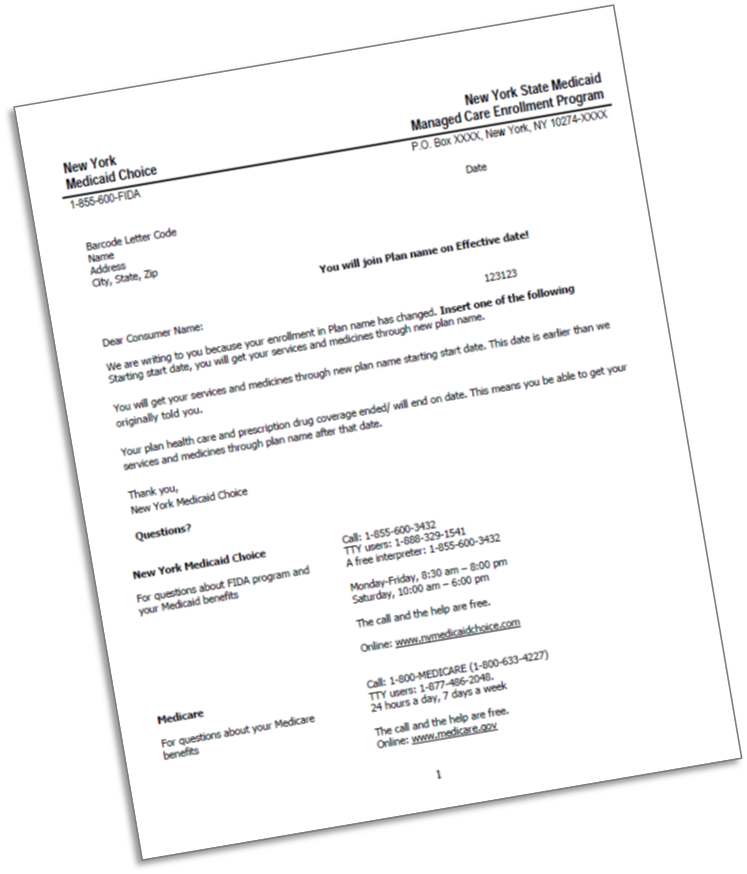 New York State Medicaid
Managed Care Enrollment Program
New York
Medicaid Choice
P.O. Box XXXX, New York, NY 10274-XXXX
1-855-600-FIDA
Date
Barcode Letter Code
Name
Address
City, State, Zip
You will join Plan name on Effective date!
123123
Dear Consumer Name:
We are writing to you because your enrollment in Plan name has changed. Insert one of the following
Starting start date, you will get your services and medicines through new plan name.
You will get your services and medicines through new plan name starting start date. This date is earlier than we
originally told you.
Your plan health care and prescription drug coverage ended/ will end on date. This means you be able to get your
services and medicines through plan name after that date.
Thank you,
New York Medicaid Choice
Questions?
New York Medicaid Choice
For questions about FIDA program and
your Medicaid benefits
Call: 1-855-600-3432
TTY users: 1-888-329-1541
A free interpreter: 1-855-600-3432
Monday-Friday, 8:30 am – 8:00 pm
Saturday, 10:00 am – 6:00 pm
The call and the help are free.
Online: www.nymedicaidchoice.com
Medicare
For questions about your Medicare
benefits
Call: 1-800-MEDICARE (1-800-633-4227)
TTY users: 1-877-486-2048.
24 hours a day, 7 days a week
The call and the help are free.
Online: www.medicare.gov
1